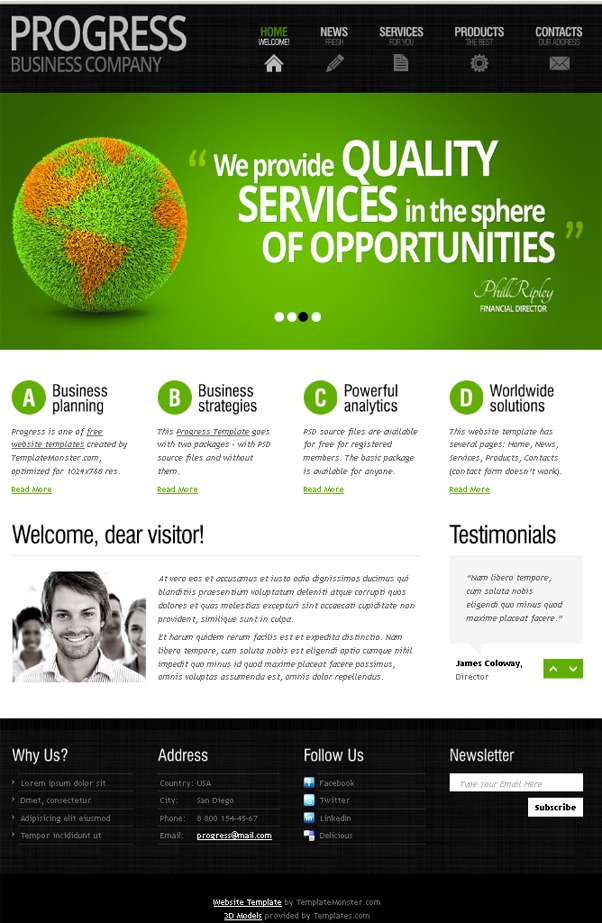 PROGRESS
BUSINESS COMPANY
HOME
WELCOME!
NEWS
FRESH
SERVICES
FOR YOU
PRODUCTS
THE BEST
CONTACTS
OUR ADDRESS
“ We provide QUALITY
SERVICES in the sphere
OF OPPORTUNITIES ”
Phill Ripley
FINANCIAL DIRECTOR
A Business
planning
Progress is one of free
website templates created by
TemplateMonster.com,
optimized for 1024x768 res.
Read More
B Business
strategies
This Progress Template goes
with two packages - with PSD
source files and without
them.
Read More
C Powerful
analytics
PSD source files are available
for free for registered
members. The basic package
is available for anyone.
Read More
D Worldwide
solutions
This website template has
several pages: Home, News,
Services, Products, Contacts
(contact form doesn't work).
Read More
Welcome, dear visitor!
At vero eos et accusamus et iusto odio dignissimos ducimus qui
blanditiis praesentium voluptatum deleniti atque corrupti quos
dolores et quas molestias excepturi sint occaecati cupiditate non
provident, similique sunt in culpa.
Et harum quidem rerum facilis est et expedita distinctio. Nam
libero tempore, cum soluta nobis est eligendi optio cumque nihil
impedit quo minus id quod maxime placeat facere possimus,
omnis voluptas assumenda est, omnis dolor repellendus.
Testimonials
“Nam libero tempore,
cum soluta nobis
eligendi quo minus quod
maxime placeat facere.”
James Coloway,
Director
Why Us?
Lorem ipsum dolor sit
Dmet, consectetur
Adipisicing elit eiusmod
Tempor incididunt ut
Address
Country: USA
City: San Diego
Phone: 8 800 154-45-67
Email: progress@mail.com
Follow Us
Facebook
Twitter
LinkedIn
Delicious
Newsletter
Type Your Email Here
Subscribe
Website Template by TemplateMonster.com
3D Models provided by Templates.com